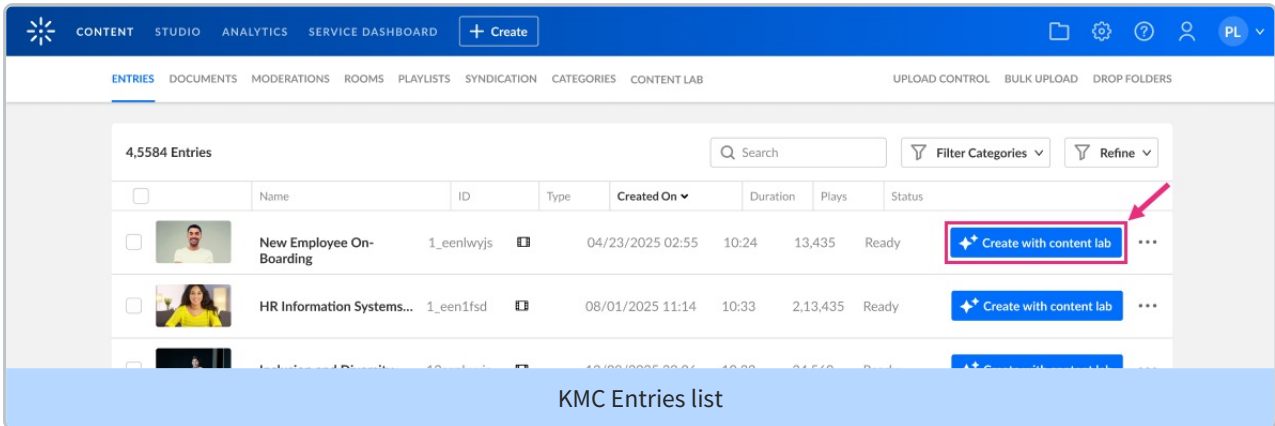 CONTENT STUDIO ANALYTICS SERVICE DASHBOARD + Create PL
ENTRIES DOCUMENTS MODERATIONS ROOMS PLAYLISTS SYNDICATION CATEGORIES CONTENT LAB UPLOAD CONTROL BULK UPLOAD DROP FOLDERS
4,5584 Entries Search Filter Categories Refine
Name ID Type Created On Duration Plays Status
New Employee On-
Boarding 1_eenlwyjs 04/23/2025 02:55 10:24 13,435 Ready Create with content lab
HR Information Systems... 1_een1fsd 08/01/2025 11:14 10:33 2,13,435 Ready Create with content lab
KMC Entries list